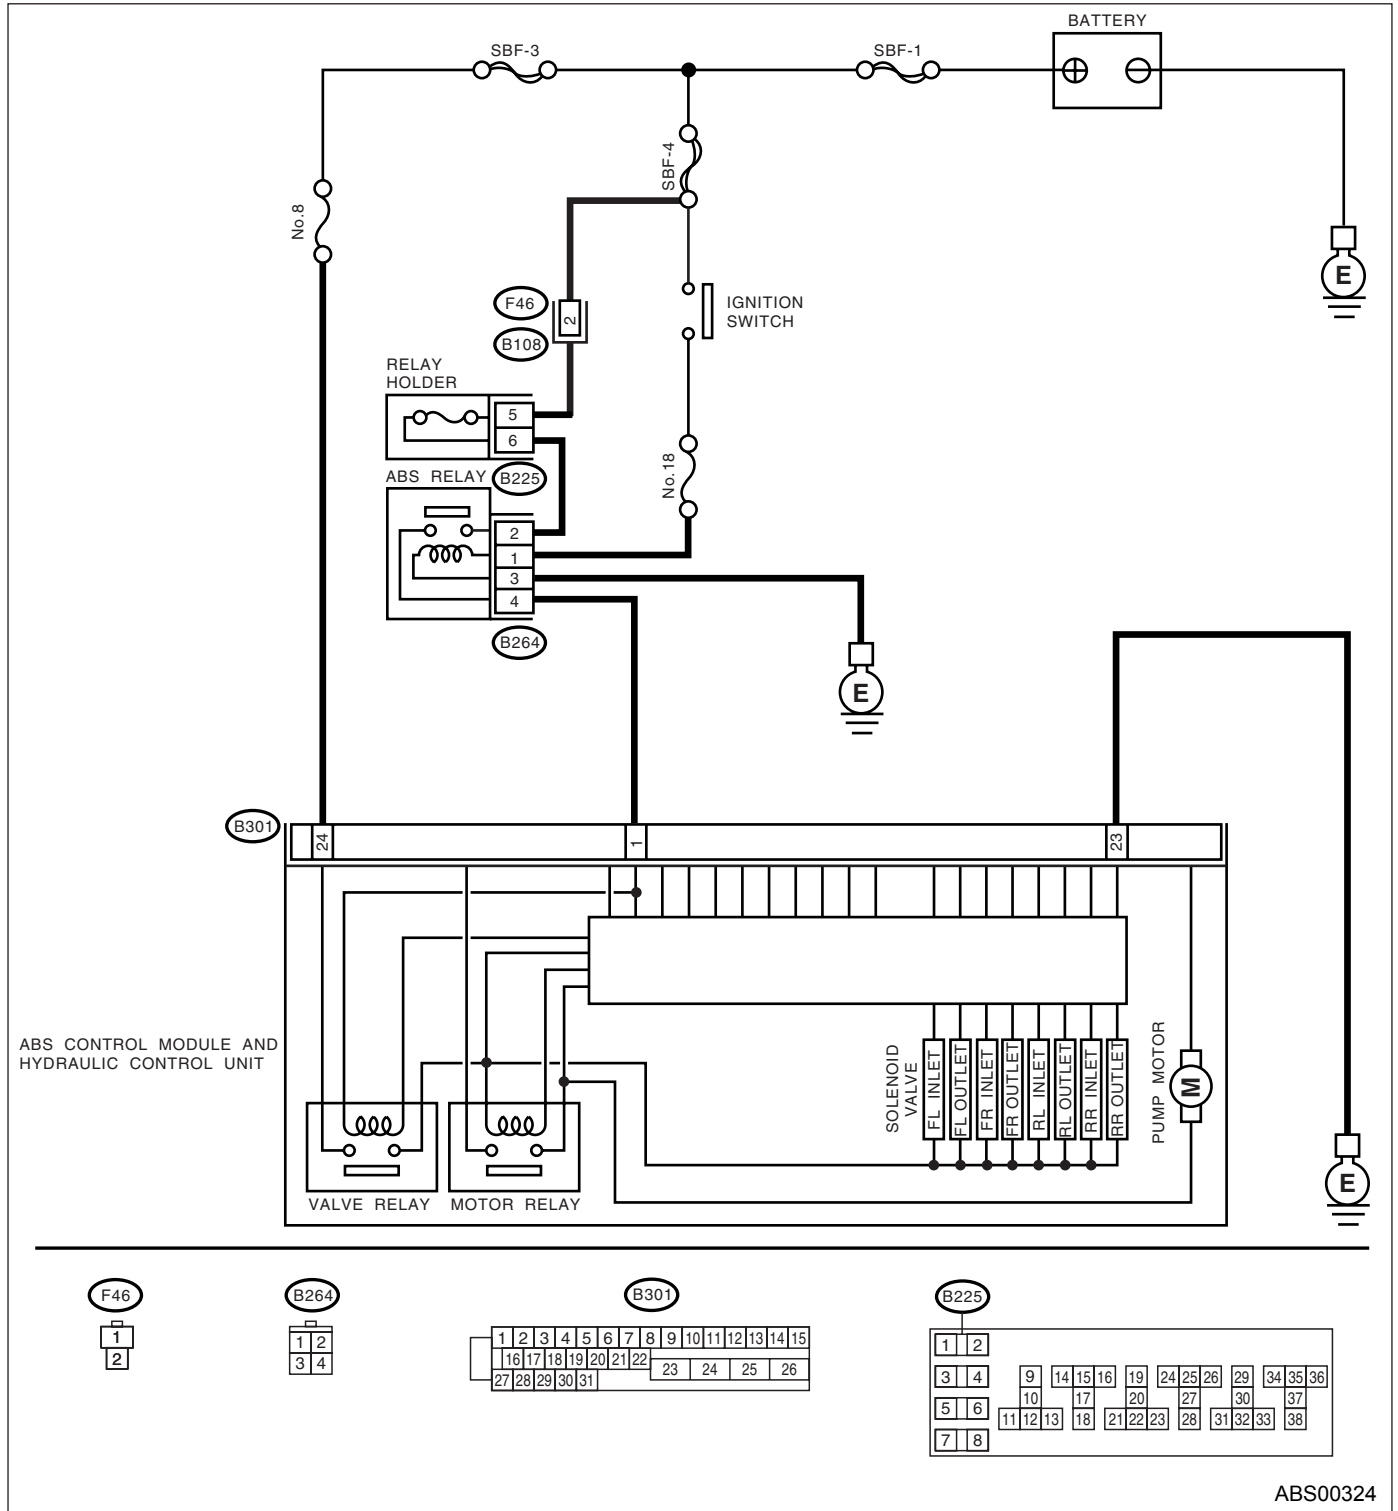 BATTERY
SBF-3
SBF-1
SBF-4
No.8
E
F46
2
IGNITION
SWITCH
B108
RELAY
HOLDER
5
6
No.18
ABS RELAY
B225
2
1
3
4
B264
E
B301
24
1
23
ABS CONTROL MODULE AND
HYDRAULIC CONTROL UNIT
SOLENOID
VALVE
FL INLET
FL OUTLET
FR INLET
FR OUTLET
RL INLET
RL OUTLET
RR INLET
RR OUTLET
PUMP MOTOR
M
E
VALVE RELAY
MOTOR RELAY
F46
1
2
B264
1 2
3 4
B301
1 2 3 4 5 6 7 8 9 10 11 12 13 14 15
16 17 18 19 20 21 22 23 24 25 26
27 28 29 30 31
B225
1 2
3 4 9 14 15 16 19 24 25 26 29 34 35 36
10 17 20 27 30 37
5 6 11 12 13 18 21 22 23 28 31 32 33 38
7 8
ABS00324